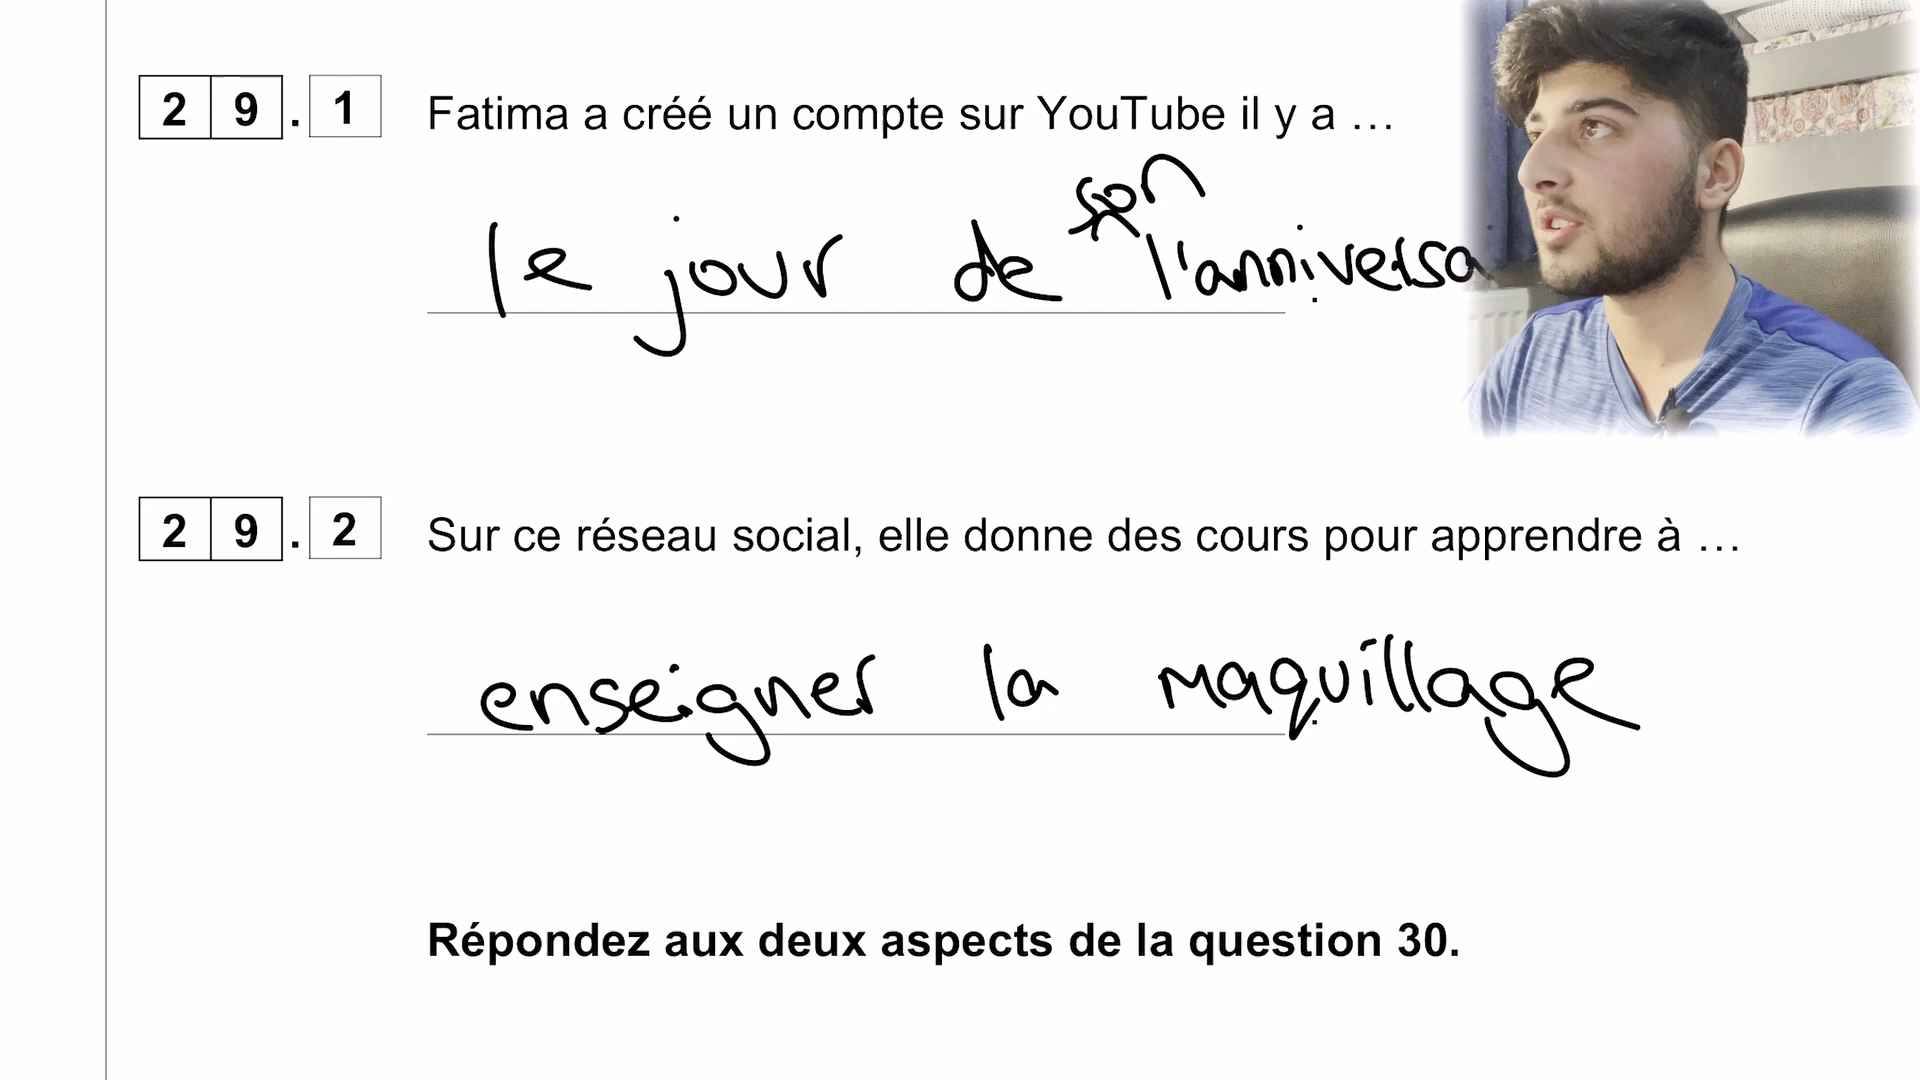 29.1 Fatima a créé un compte sur YouTube il y a …
son
le jour de l'anniversa
29.2 Sur ce réseau social, elle donne des cours pour apprendre à …
enseigner la maquillage
Répondez aux deux aspects de la question 30.